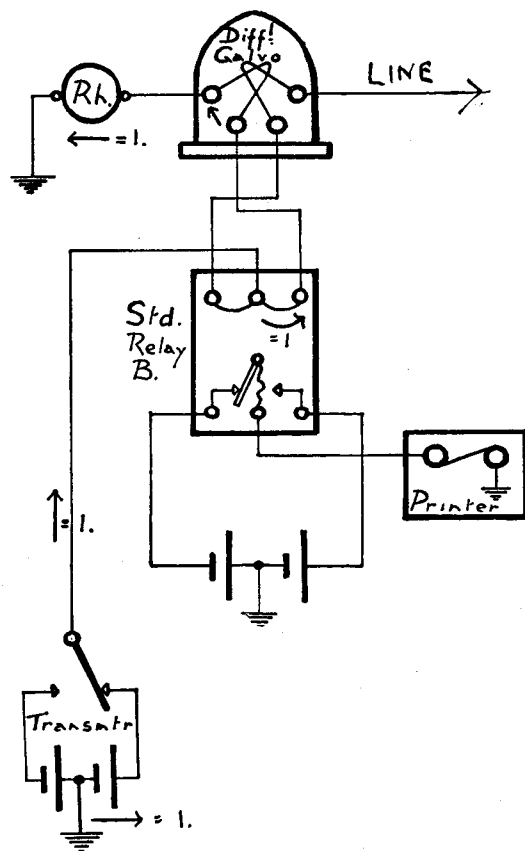 Diff!
Galvo
Rh.
LINE
← = 1.
Std.
Relay
B.
= 1
Printer
↑ = 1.
Transmtr
→ = 1.